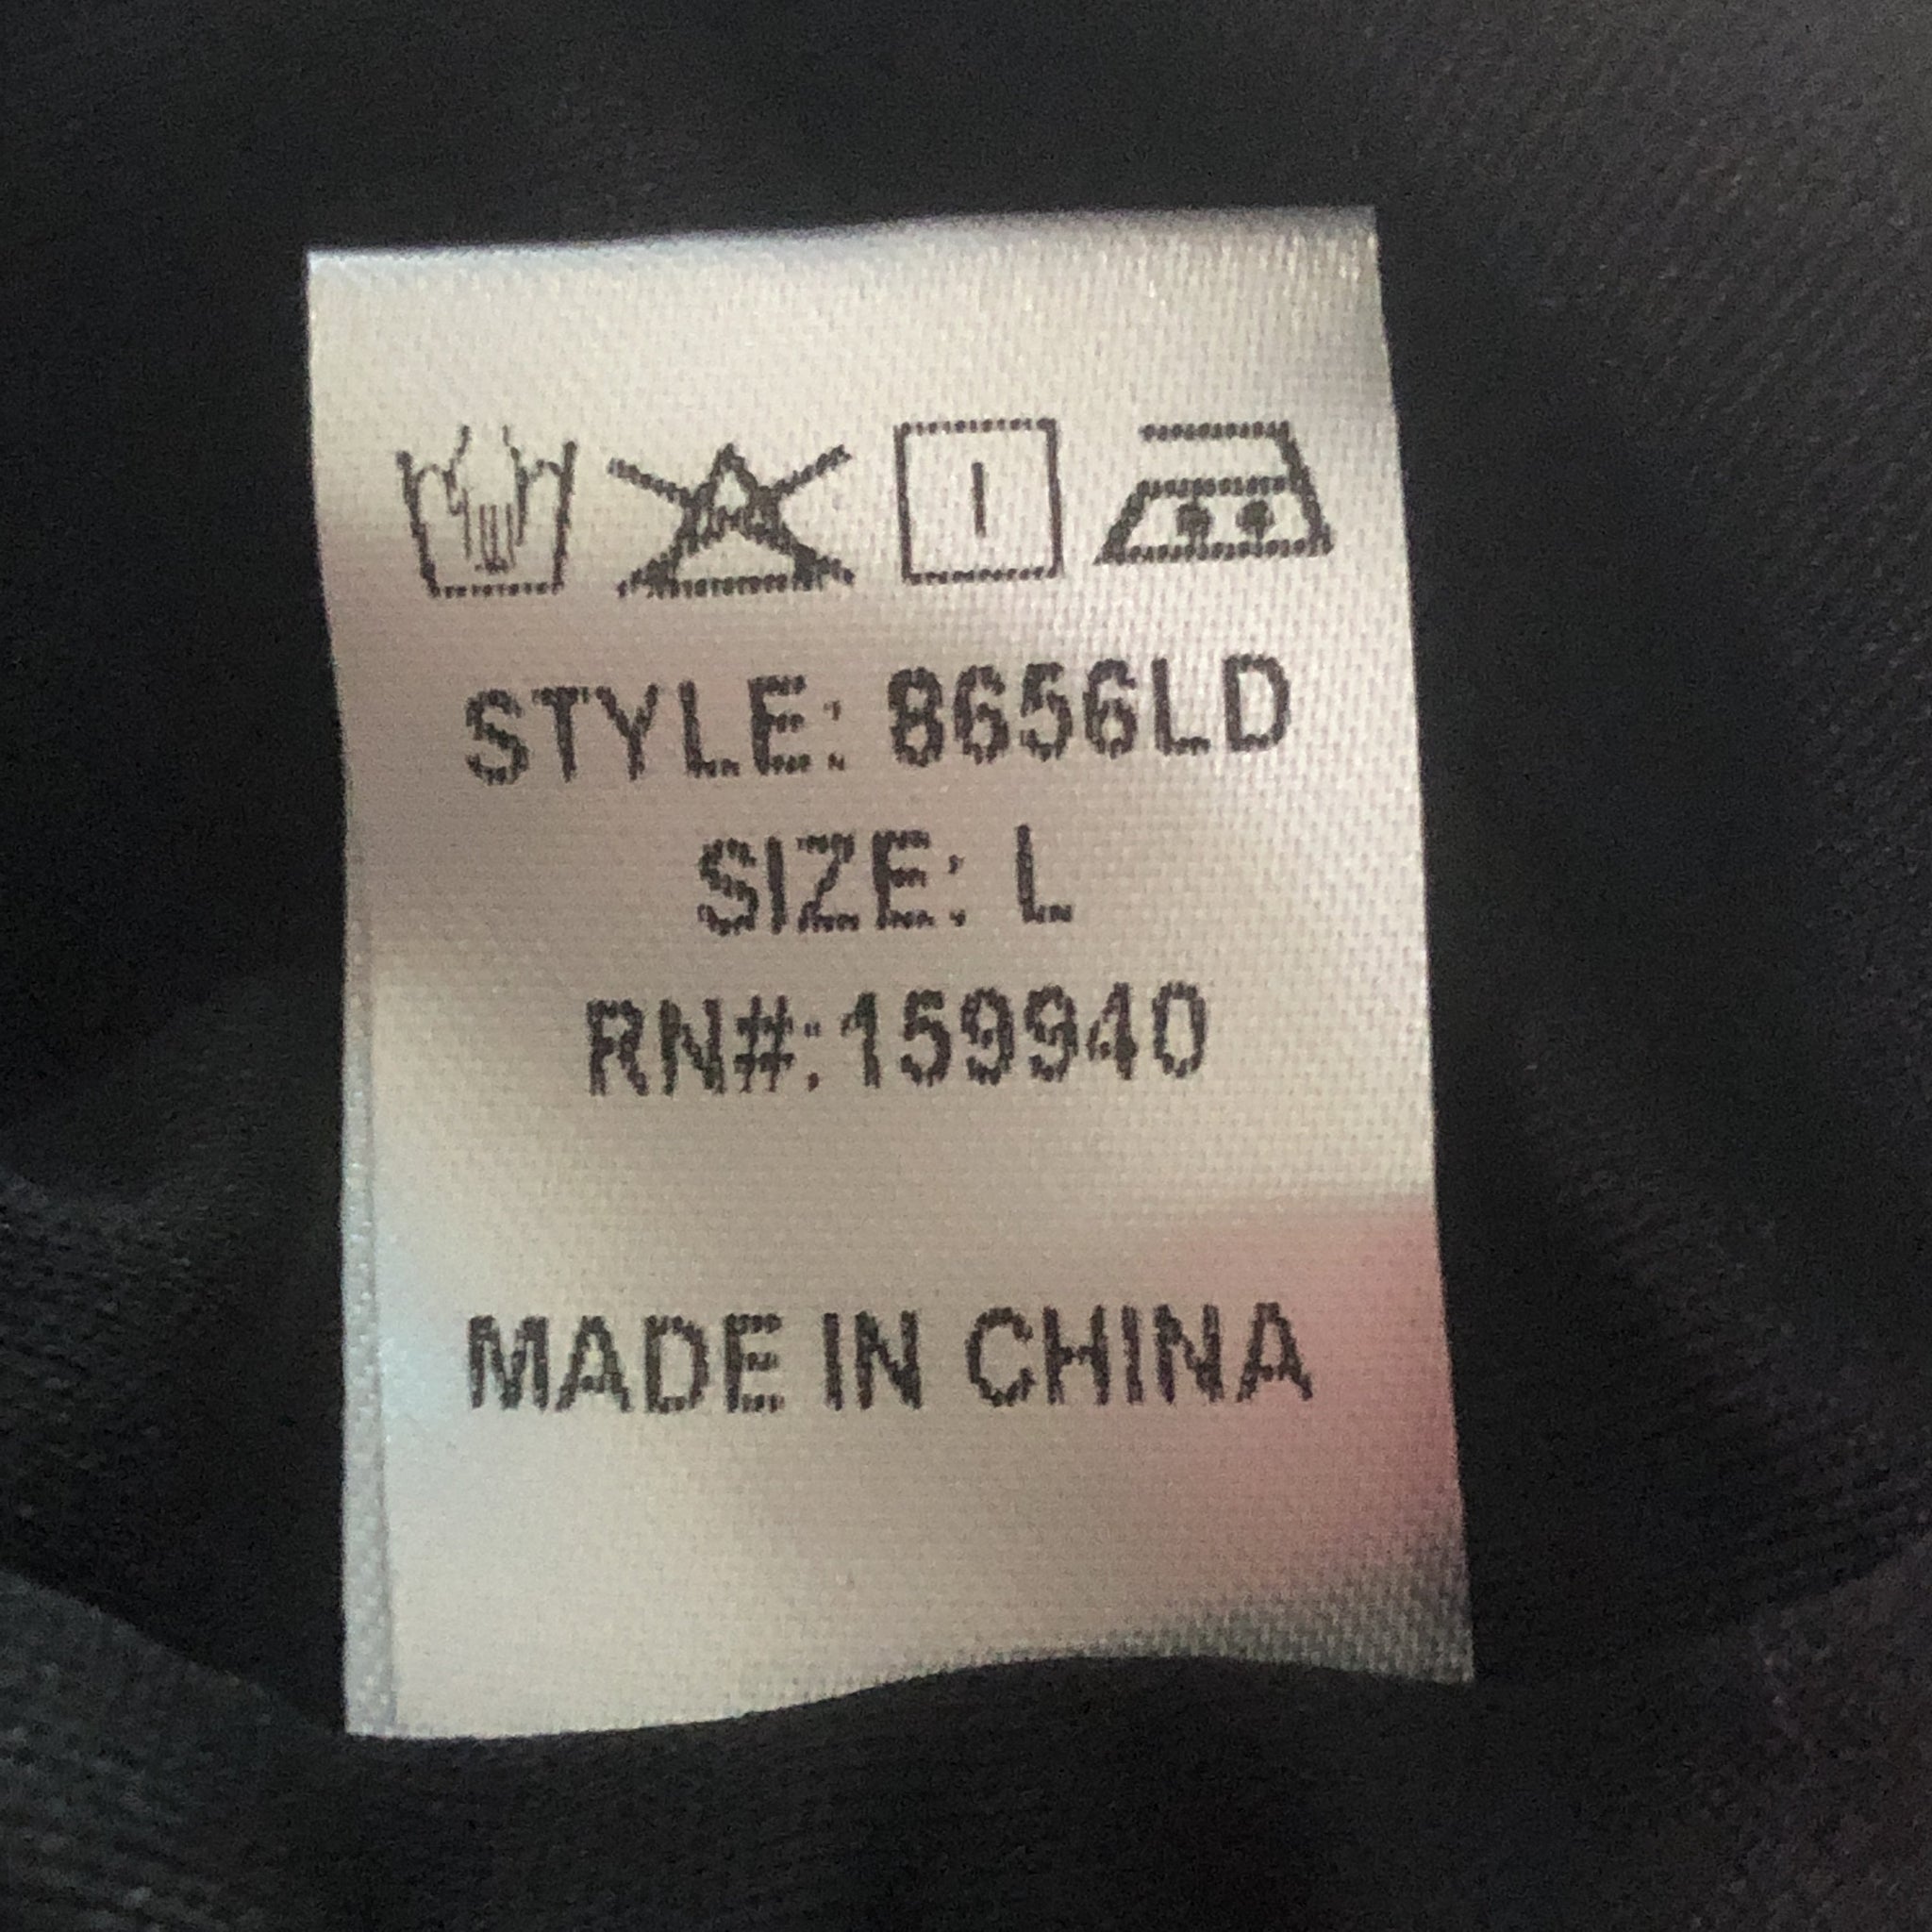 STYLE: 8656LD
SIZE: L
RN#:159940
MADE IN CHINA